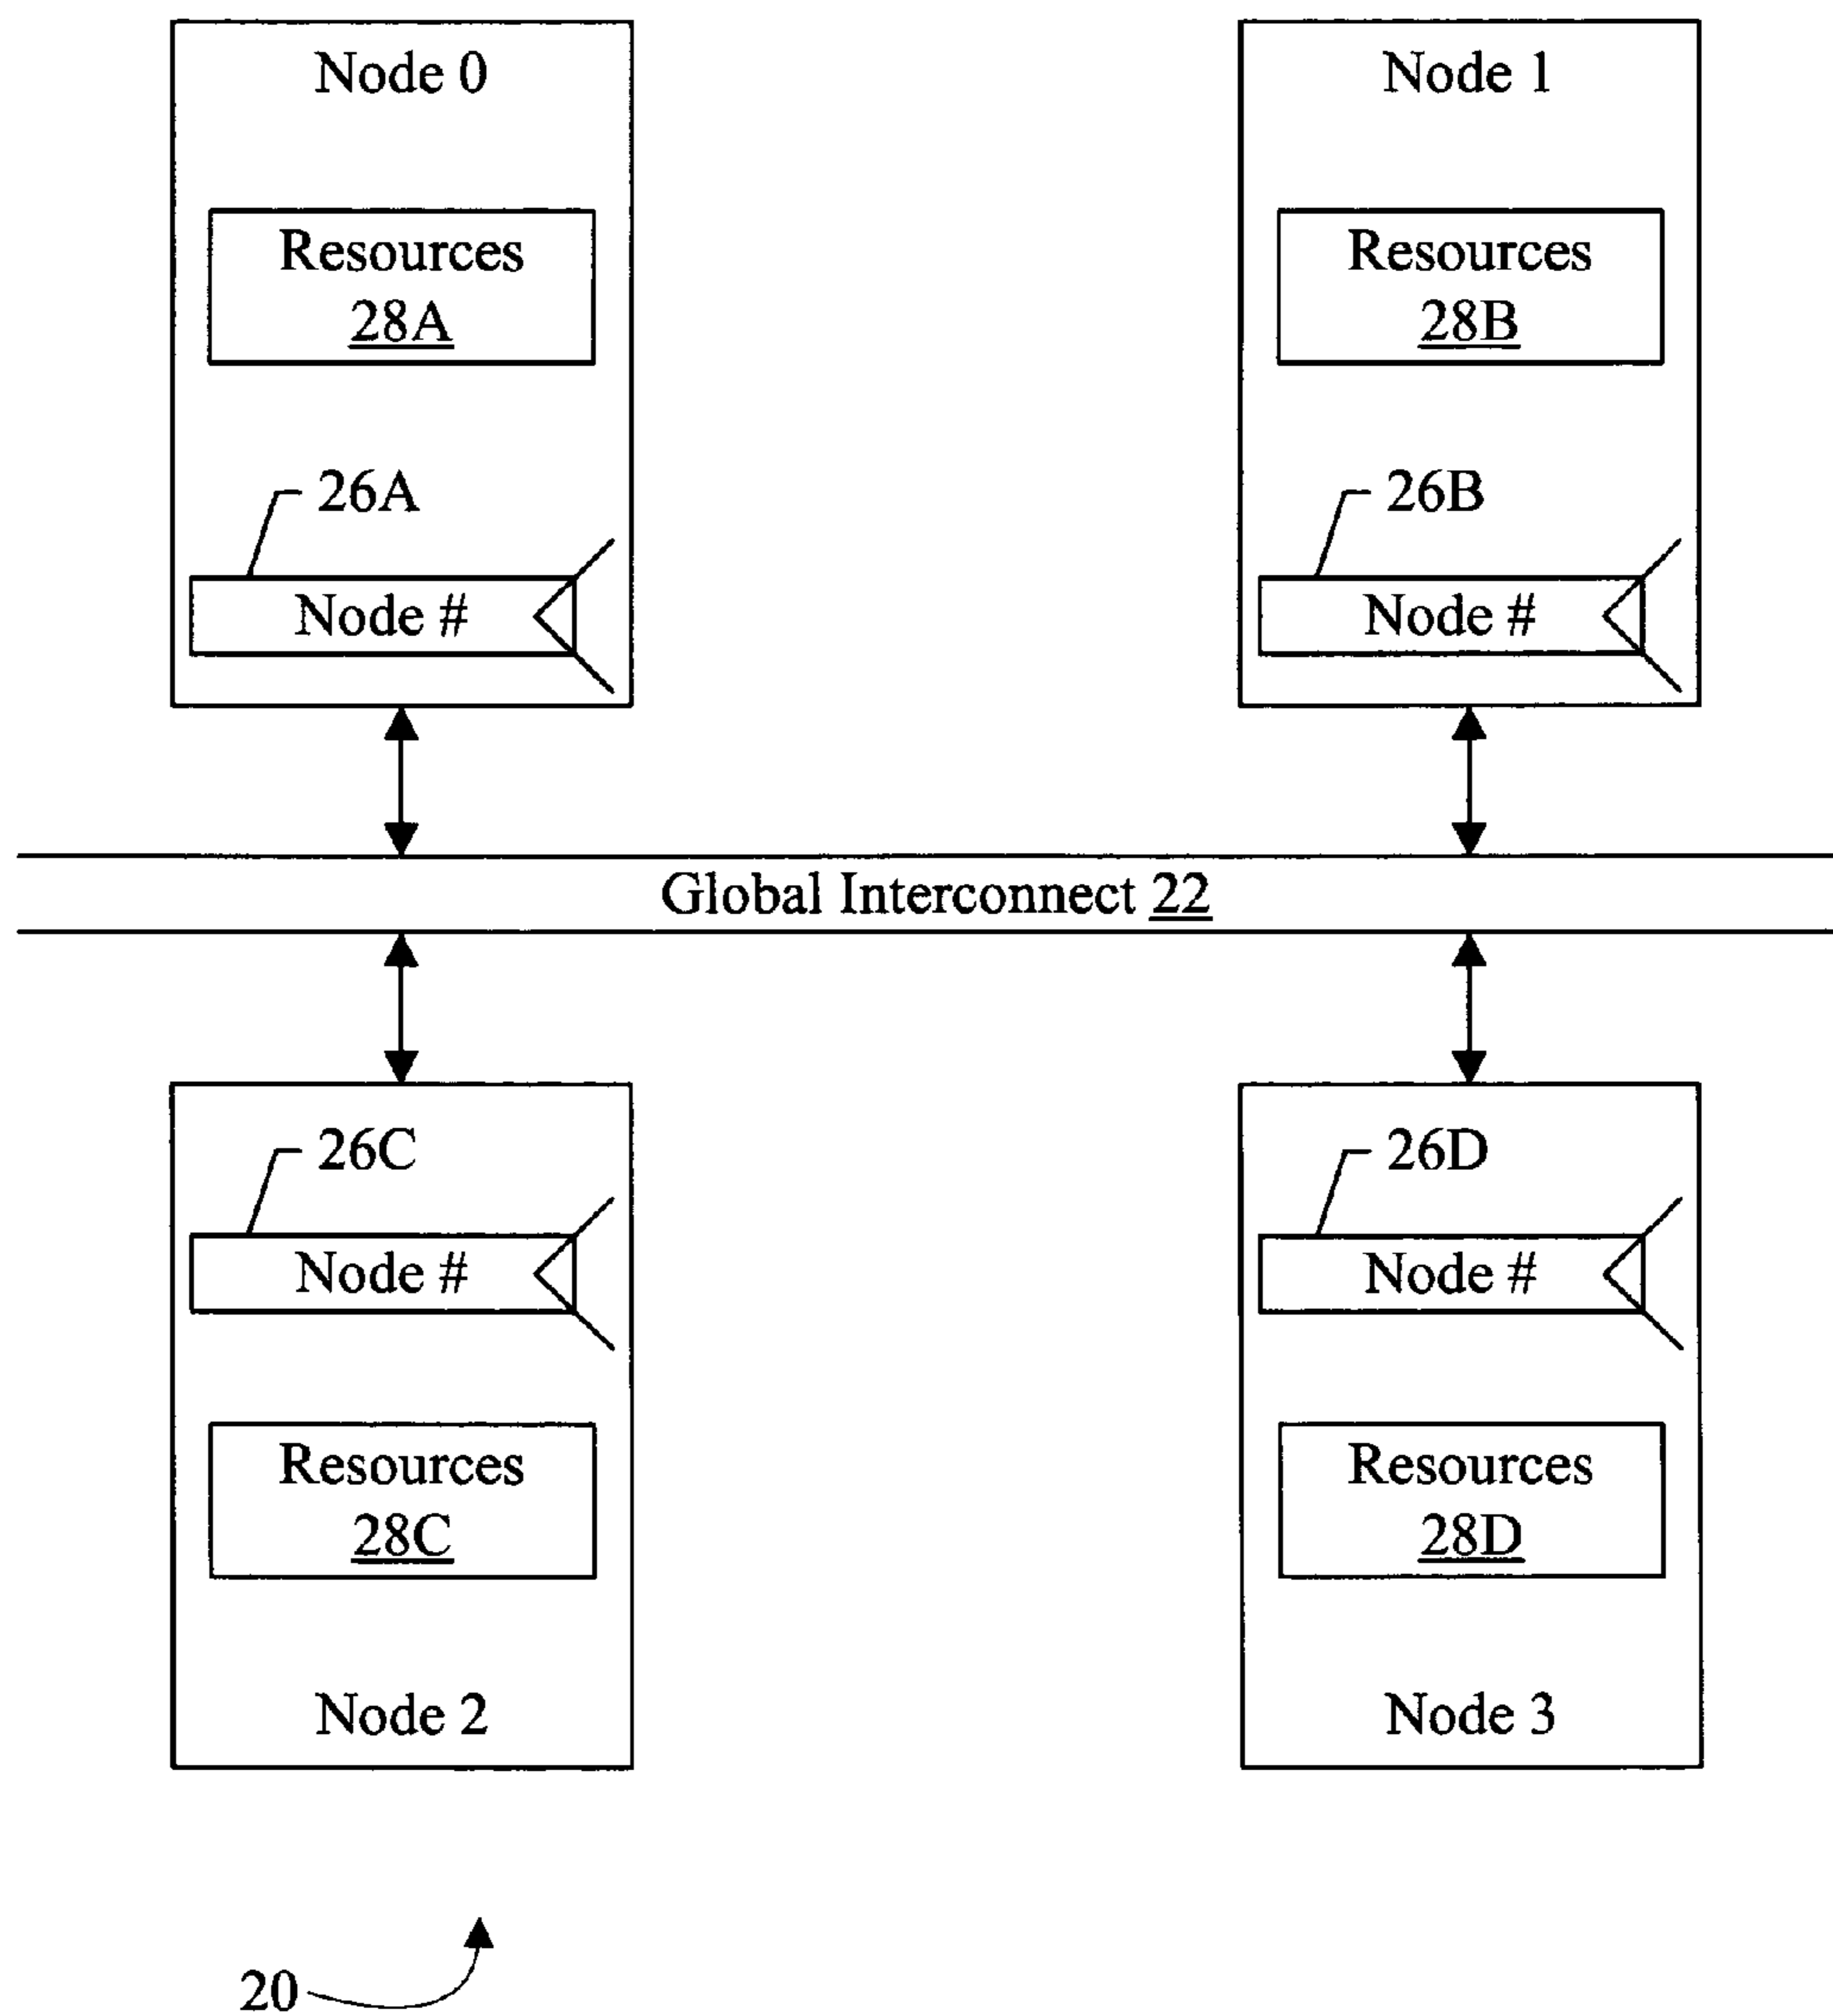 Node 0
Node 1
Resources
28A
Resources
28B
26A
26B
Node #
Node #
Global Interconnect 22
26C
26D
Node #
Node #
Resources
28C
Resources
28D
Node 2
Node 3
20